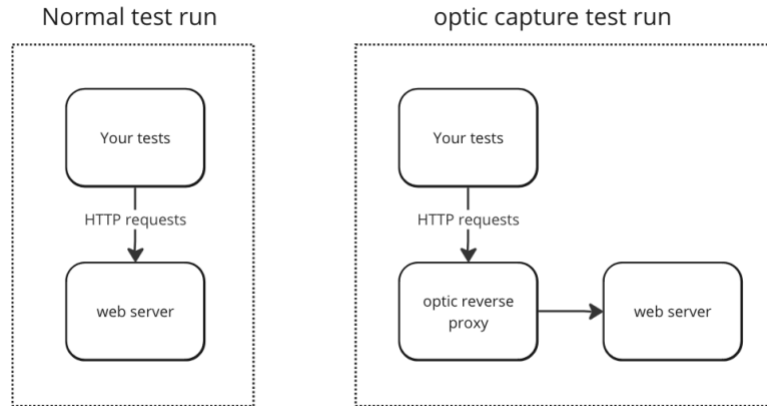 Normal test run
Your tests
HTTP requests
web server
optic capture test run
Your tests
HTTP requests
optic reverse
proxy
web server